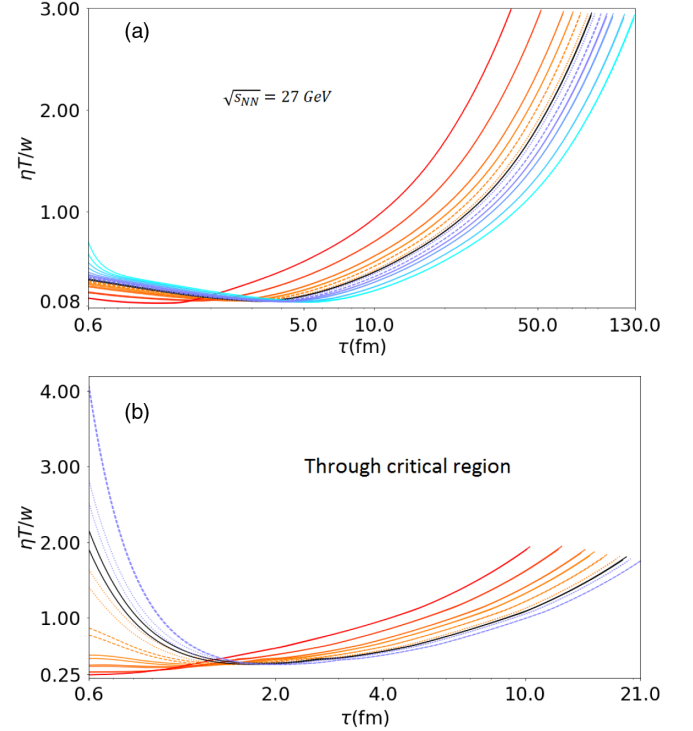 (a)
√sNN = 27 GeV
ηT/w
3.00
2.00
1.00
0.08
0.6 5.0 10.0 50.0 130.0
τ(fm)
(b)
Through critical region
ηT/w
4.00
3.00
2.00
1.00
0.25
0.6 2.0 4.0 10.0 21.0
τ(fm)